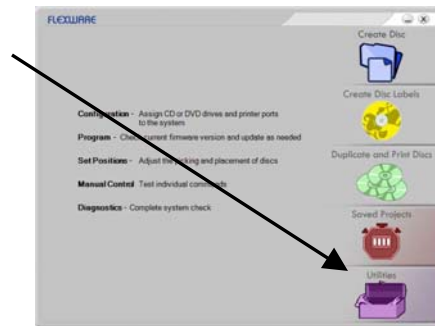 FLEXWARE
Create Disc
Create Disc Labels
Configuration - Assign CD or DVD drives and printer ports
to the system
Program - Check current firmware version and update as needed
Duplicate and Print Discs
Set Positions - Adjust the picking and placement of discs
Manual Control Test individual commands
Diagnostics - Complete system check
Saved Projects
Utilities